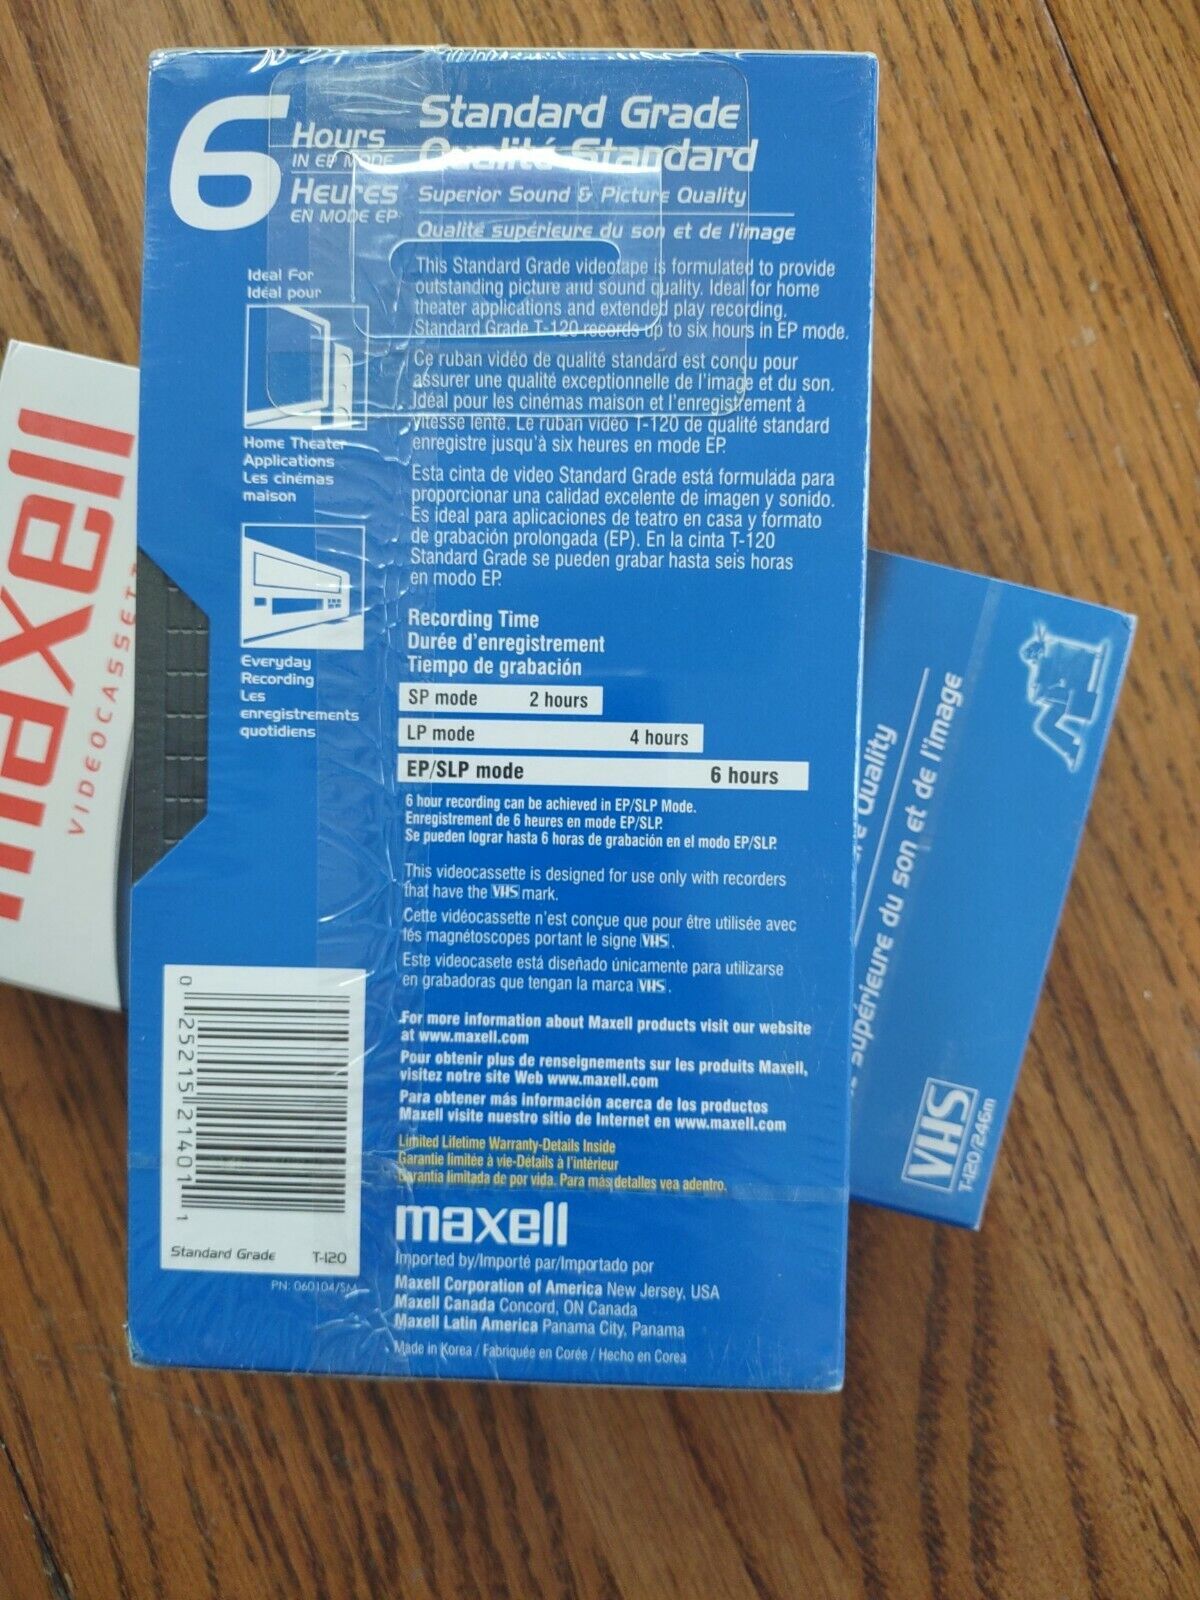 6
Hours
IN EP MODE
Heures
EN MODE EP
Standard Grade
Qualité Standard
Superior Sound & Picture Quality
Qualité supérieure du son et de l'image
Ideal For
Idéal pour
Home Theater
Applications
Les cinémas
maison
Everyday
Recording
Les
enregistrements
quotidiens
This Standard Grade videotape is formulated to provide
outstanding picture and sound quality. Ideal for home
theater applications and extended play recording.
Standard Grade T-120 records up to six hours in EP mode.
Ce ruban vidéo de qualité standard est conçu pour
assurer une qualité exceptionnelle de l'image et du son.
Idéal pour les cinémas maison et l'enregistrement à
vitesse lente. Le ruban vidéo T-120 de qualité standard
enregistre jusqu'à six heures en mode EP.
Esta cinta de video Standard Grade está formulada para
proporcionar una calidad excelente de imagen y sonido.
Es ideal para aplicaciones de teatro en casa y formato
de grabación prolongada (EP). En la cinta T-120
Standard Grade se pueden grabar hasta seis horas
en modo EP.
Recording Time
Durée d'enregistrement
Tiempo de grabación
SP mode 2 hours
LP mode 4 hours
EP/SLP mode 6 hours
6 hour recording can be achieved in EP/SLP Mode.
Enregistrement de 6 heures en mode EP/SLP.
Se pueden lograr hasta 6 horas de grabación en el modo EP/SLP.
This videocassette is designed for use only with recorders
that have the VHS mark.
Cette vidéocassette n'est conçue que pour être utilisée avec
lés magnétoscopes portant le signe VHS.
Este videocasete está diseñado únicamente para utilizarse
en grabadoras que tengan la marca VHS.
For more information about Maxell products visit our website
at www.maxell.com
Pour obtenir plus de renseignements sur les produits Maxell,
visitez notre site Web www.maxell.com
Para obtener más información acerca de los productos
Maxell visite nuestro sitio de Internet en www.maxell.com
Limited Lifetime Warranty-Details Inside
Garantie limitée à vie-Détails à l'intérieur
Garantia limitada de por vida. Para más detalles vea adentro.
maxell
Imported by/Importé par/Importado por
Maxell Corporation of America New Jersey, USA
Maxell Canada Concord, ON Canada
Maxell Latin America Panama City, Panama
Made in Korea / Fabriquée en Corée / Hecho en Corea
0 25215 21401 1
Standard Grade T-120
PN: 060104/SM
maxell
VIDEOCASSET
Quality
supérieure du son et de l'image
VHS
T-120/246m